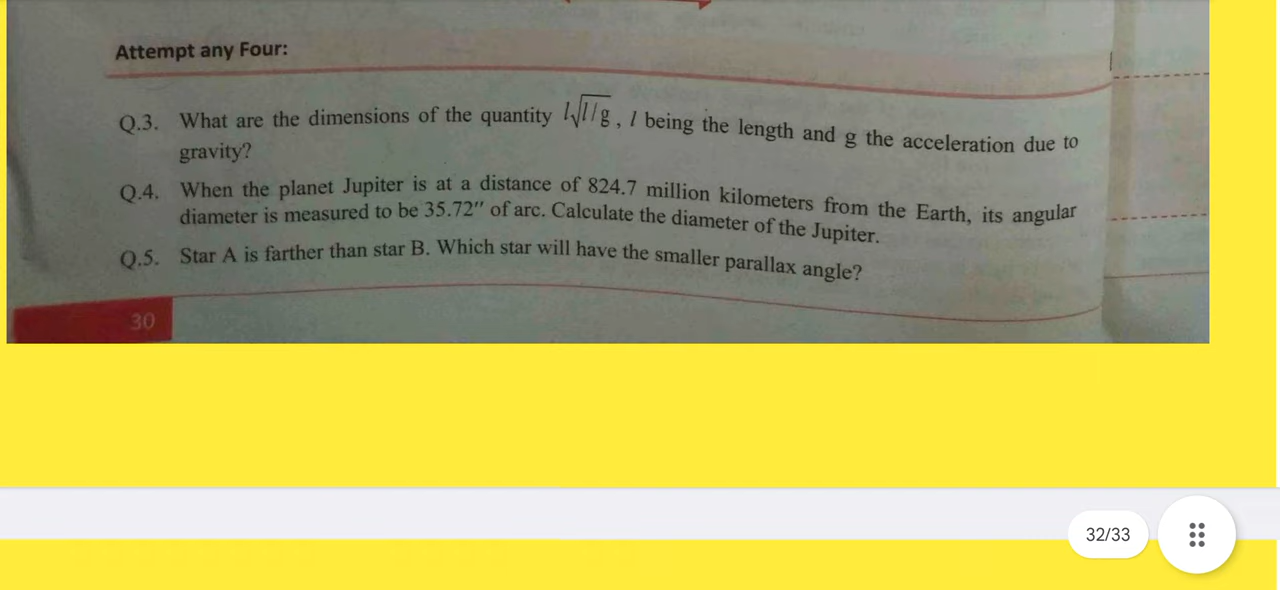 Attempt any Four:
Q.3. What are the dimensions of the quantity l√l/g , l being the length and g the acceleration due to
gravity?
Q.4. When the planet Jupiter is at a distance of 824.7 million kilometers from the Earth, its angular
diameter is measured to be 35.72″ of arc. Calculate the diameter of the Jupiter.
Q.5. Star A is farther than star B. Which star will have the smaller parallax angle?
30
32/33